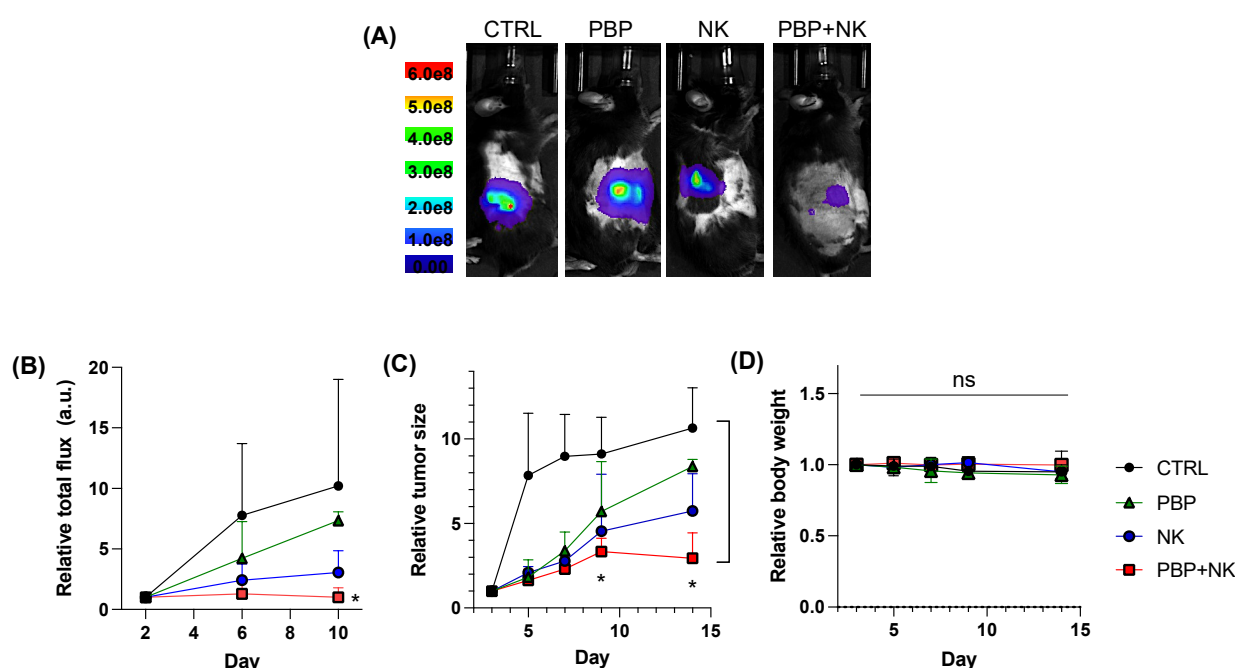 (A)
CTRL PBP NK PBP+NK
6.0e8
5.0e8
4.0e8
3.0e8
2.0e8
1.0e8
0.00
(B)
20
15
10
5
0
2 4 6 8 10
Relative total flux (a.u.)
Day
*
(C)
10
5
0
5 10 15
Relative tumor size
Day
* *
(D)
ns
1.5
1.0
0.5
0.0
5 10 15
Relative body weight
Day
CTRL
PBP
NK
PBP+NK